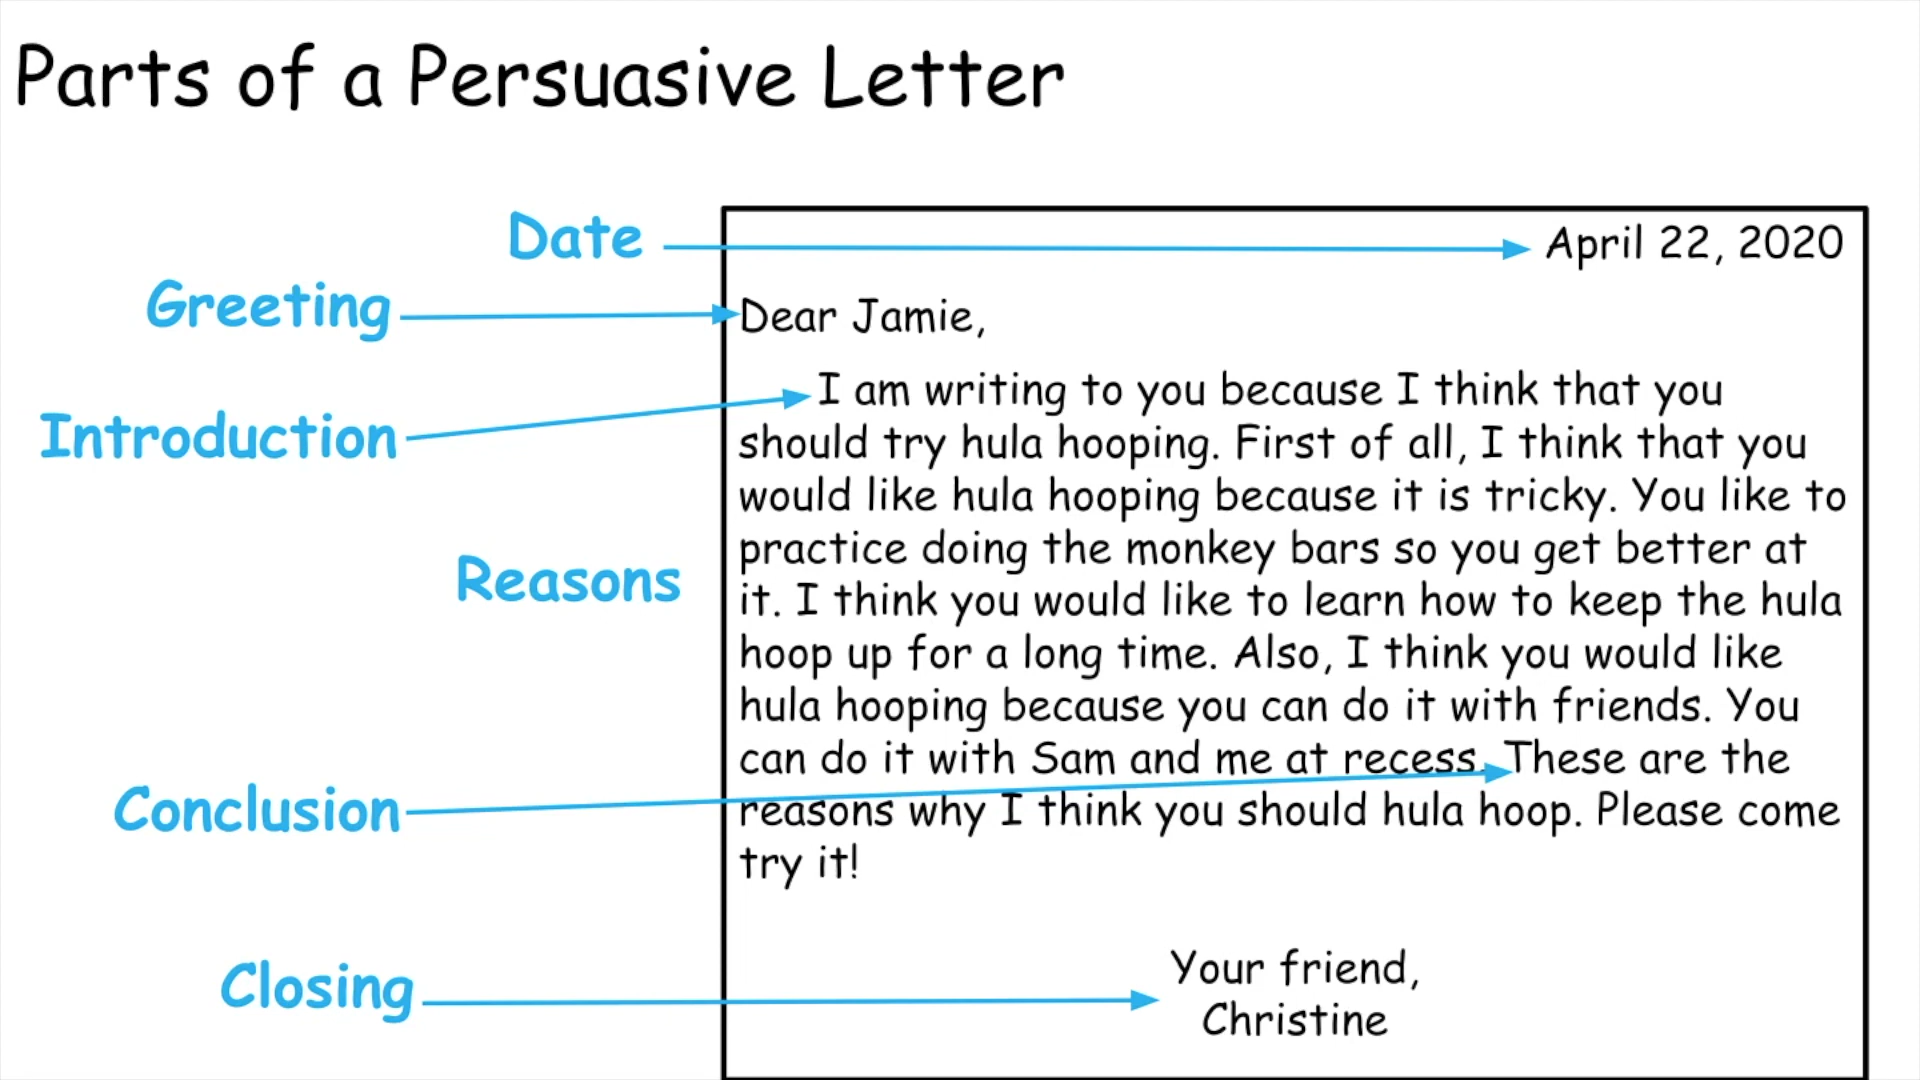 Parts of a Persuasive Letter
Date
April 22, 2020
Greeting
Dear Jamie,
Introduction
I am writing to you because I think that you
should try hula hooping. First of all, I think that you
would like hula hooping because it is tricky. You like to
practice doing the monkey bars so you get better at
Reasons
it. I think you would like to learn how to keep the hula
hoop up for a long time. Also, I think you would like
hula hooping because you can do it with friends. You
can do it with Sam and me at recess. These are the
Conclusion
reasons why I think you should hula hoop. Please come
try it!
Closing
Your friend,
Christine